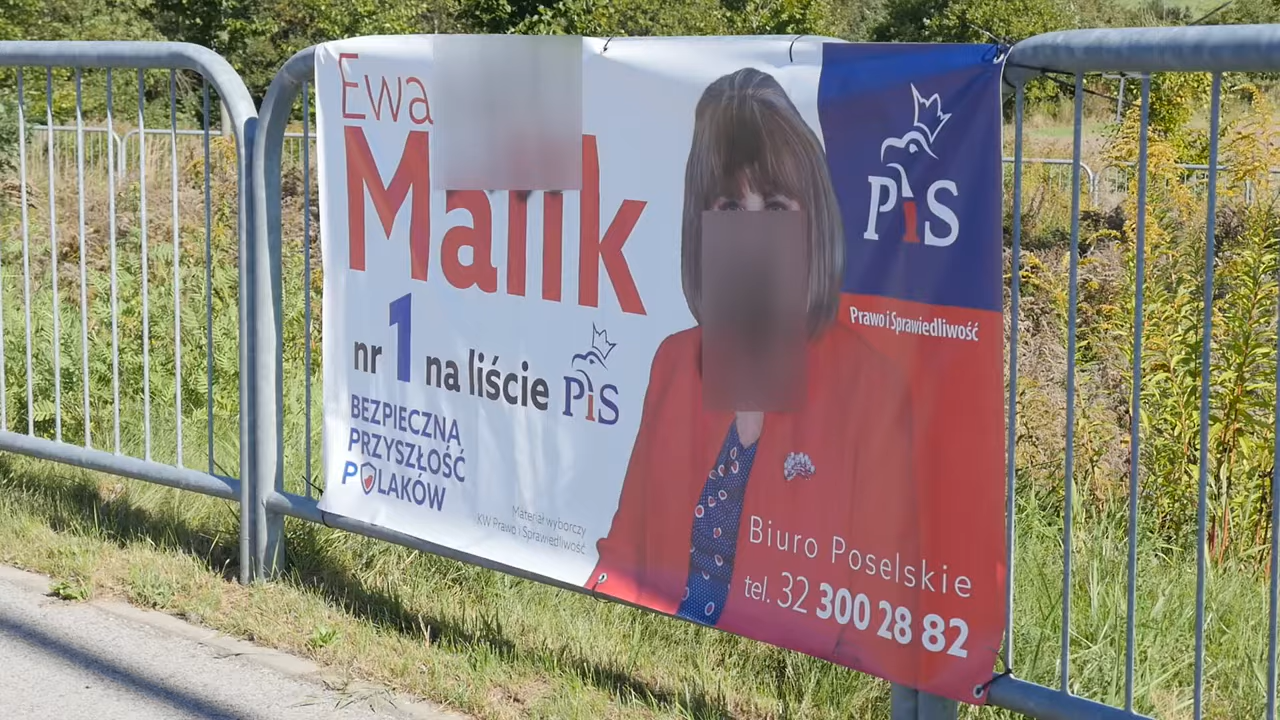 Ewa
Malik
nr 1 na liście PiS
BEZPIECZNA
PRZYSZŁOŚĆ
POLAKÓW
Materiał wyborczy
KW Prawo i Sprawiedliwość
PiS
Prawo i Sprawiedliwość
Biuro Poselskie
tel. 32 300 28 82